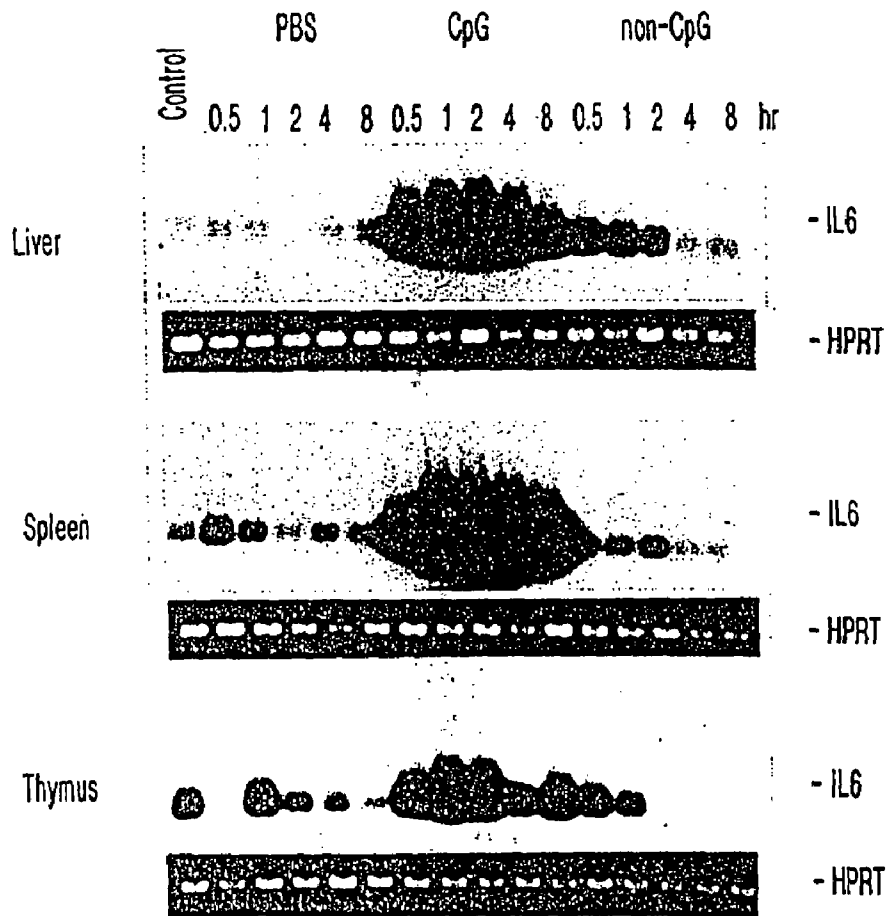 PBS CpG non-CpG
Control 0.5 1 2 4 8 0.5 1 2 4 8 0.5 1 2 4 8 hr
Liver - IL6
- HPRT
Spleen - IL6
- HPRT
Thymus - IL6
- HPRT